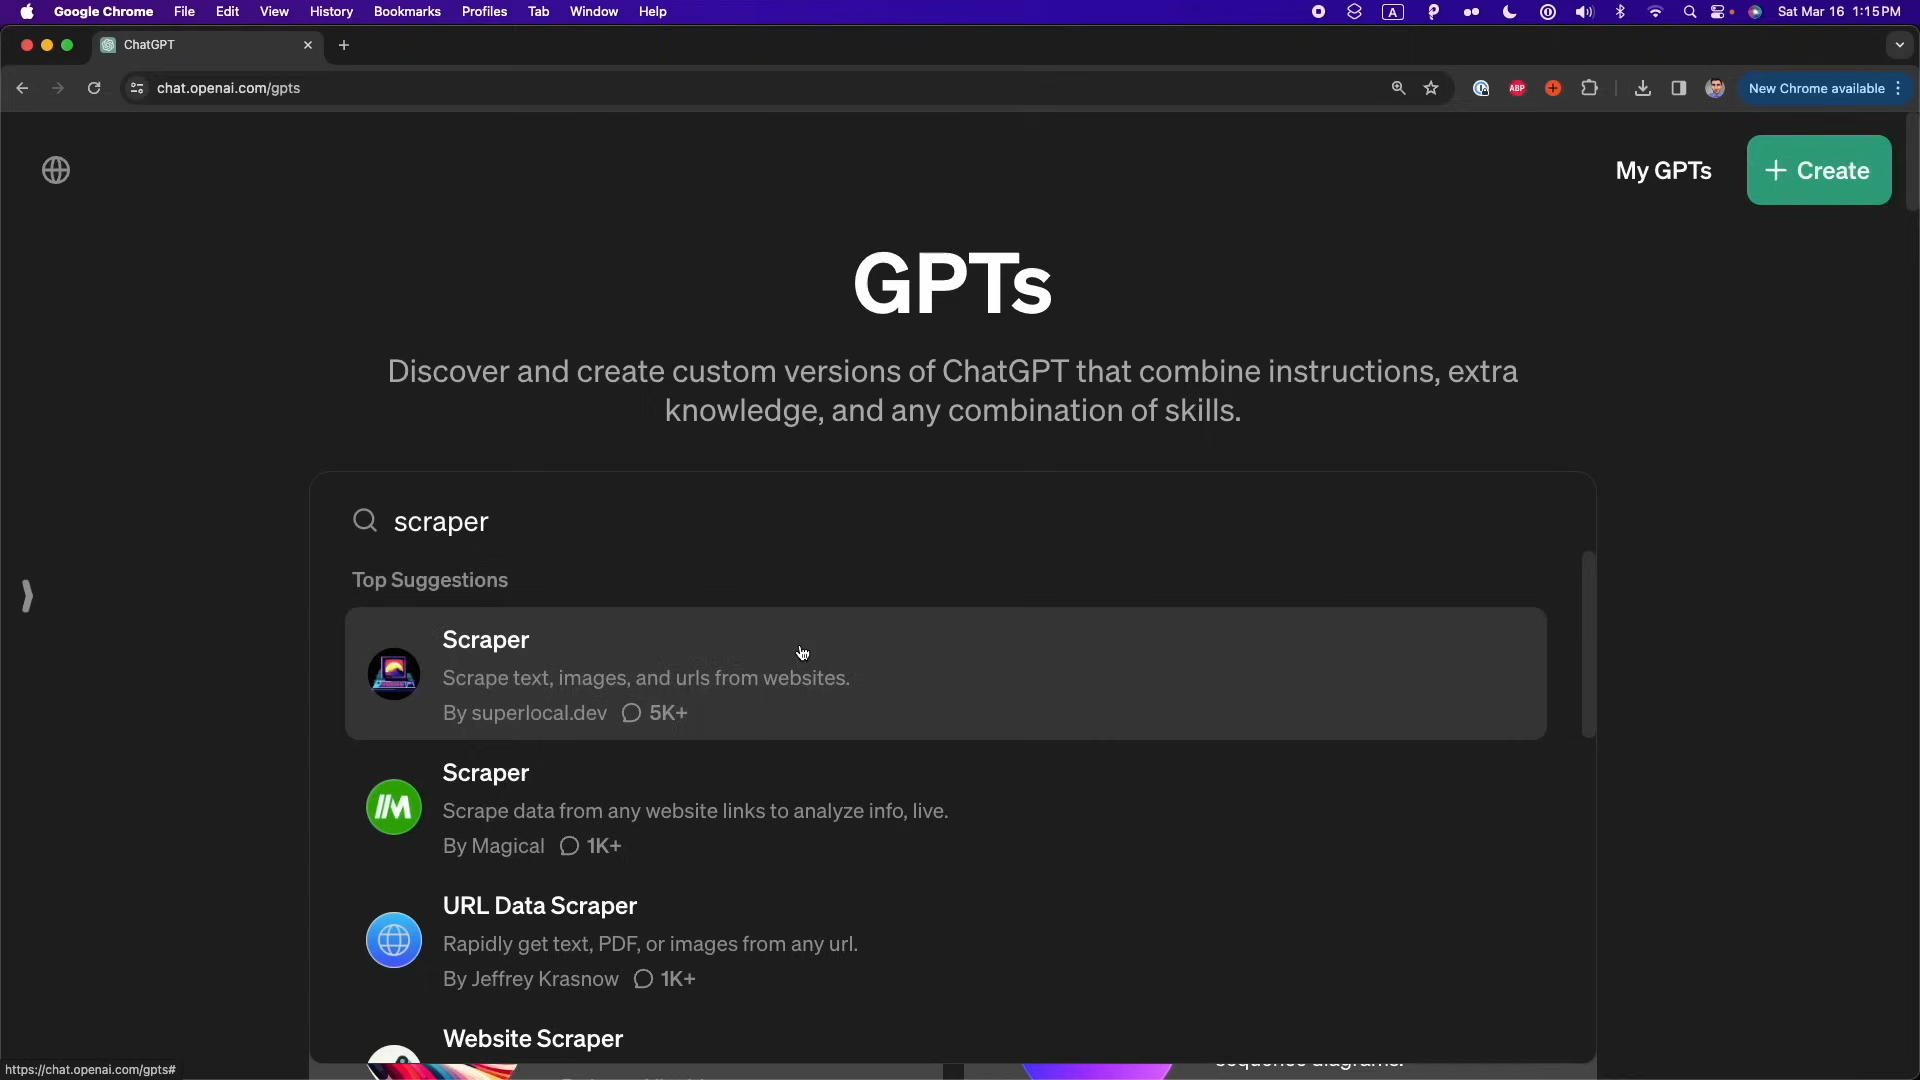 Google Chrome File Edit View History Bookmarks Profiles Tab Window Help
A
Sat Mar 16 1:15 PM
ChatGPT
chat.openai.com/gpts
ABP
New Chrome available
My GPTs
+ Create
GPTs
Discover and create custom versions of ChatGPT that combine instructions, extra
knowledge, and any combination of skills.
scraper
Top Suggestions
Scraper
Scrape text, images, and urls from websites.
By superlocal.dev 5K+
Scraper
Scrape data from any website links to analyze info, live.
By Magical 1K+
URL Data Scraper
Rapidly get text, PDF, or images from any url.
By Jeffrey Krasnow 1K+
Website Scraper
sequence diagrams.
https://chat.openai.com/gpts#